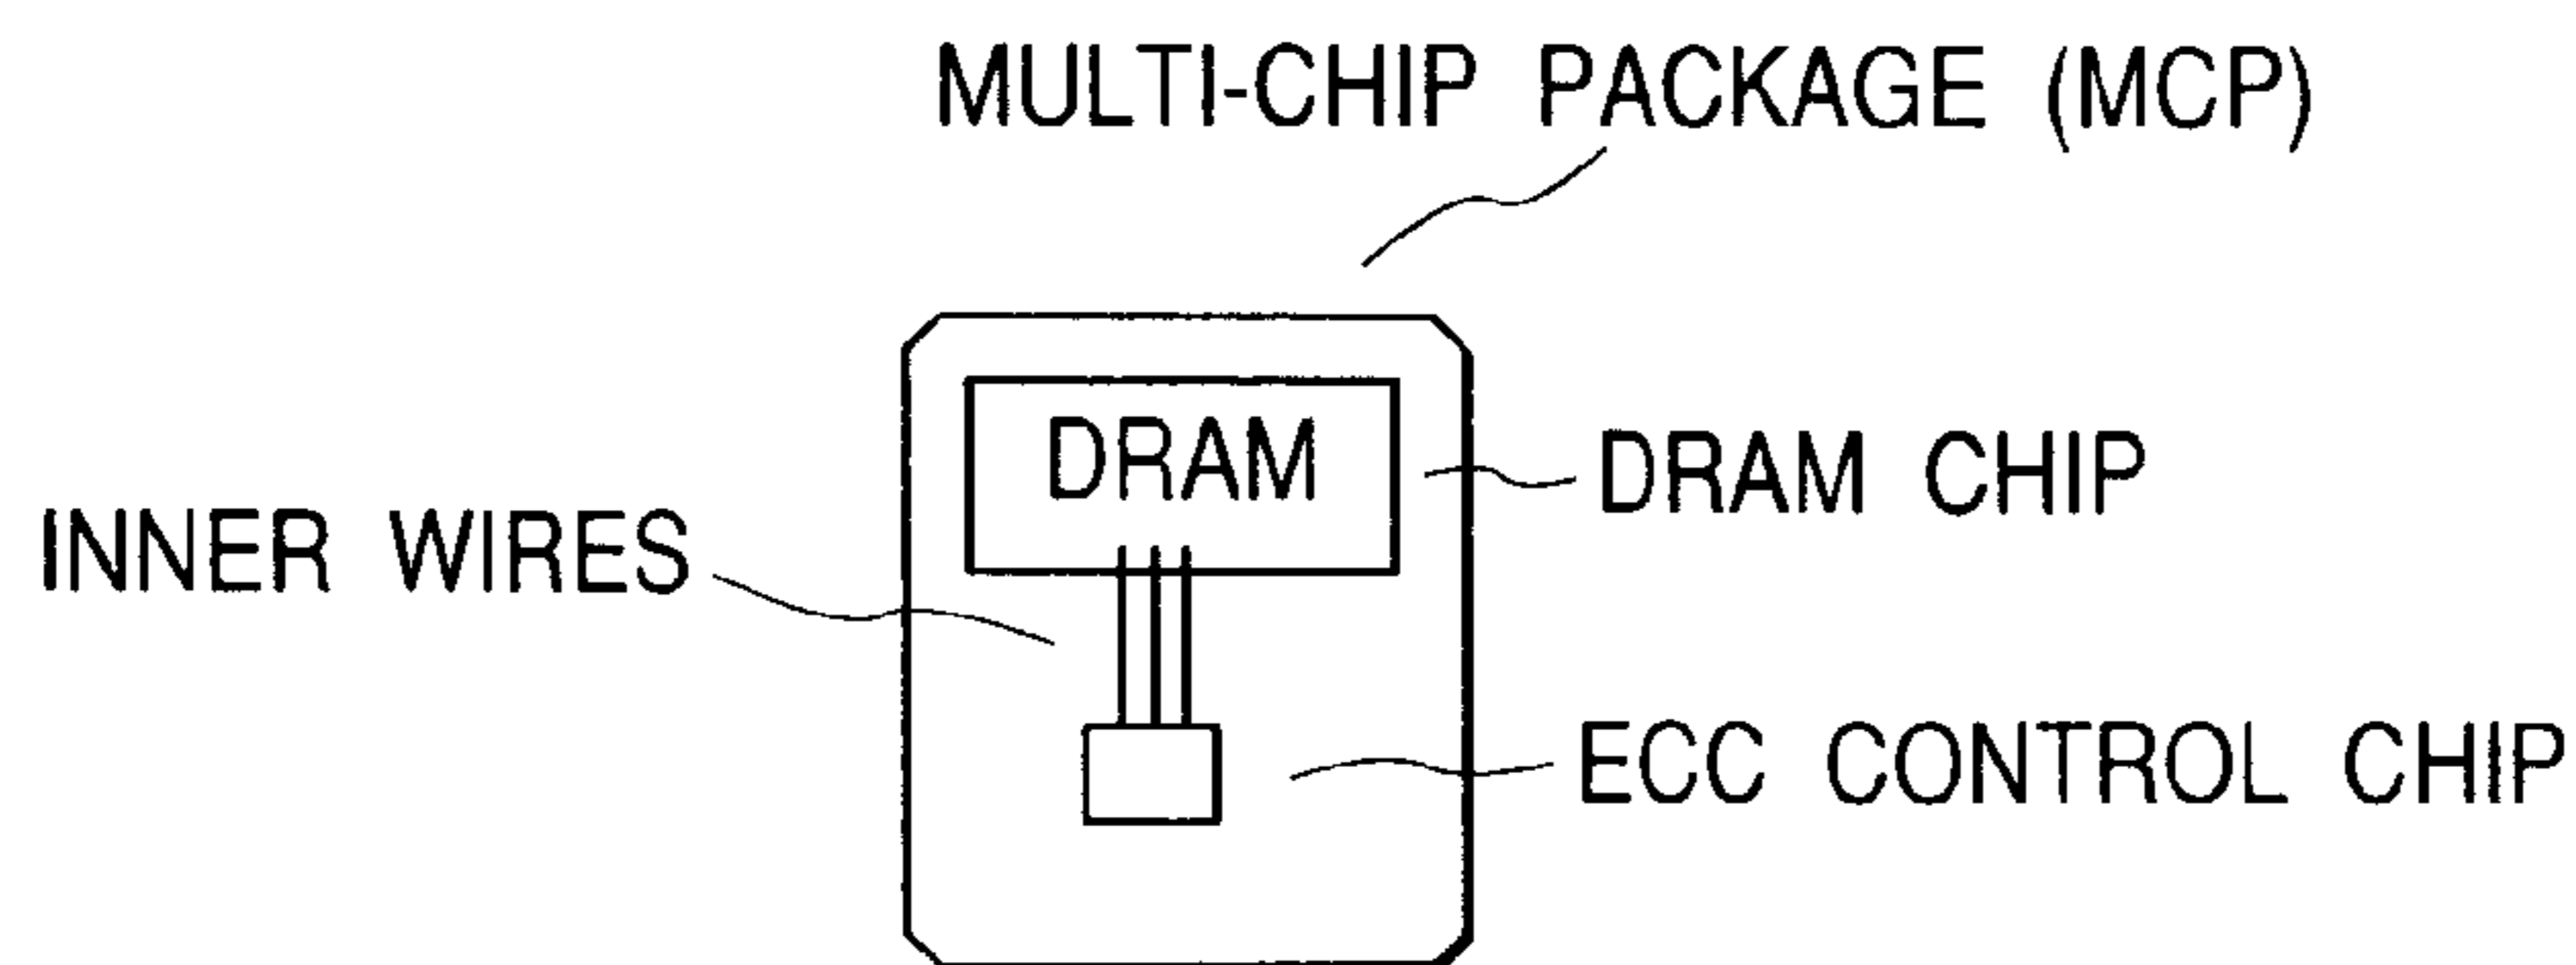 MULTI-CHIP PACKAGE (MCP)
DRAM
DRAM CHIP
INNER WIRES
ECC CONTROL CHIP